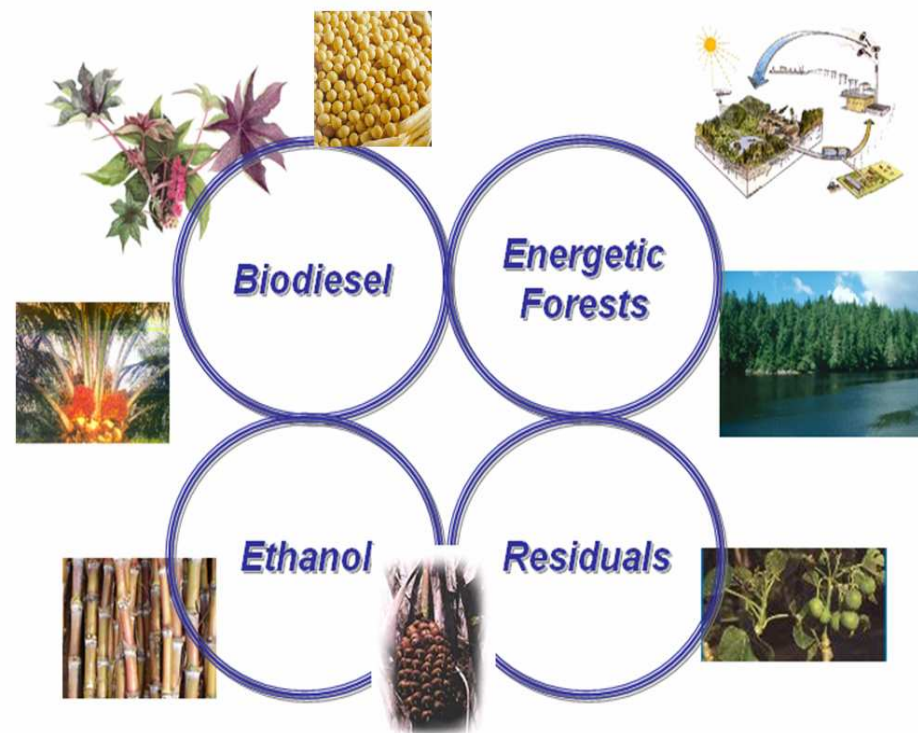 Biodiesel
Energetic
Forests
Ethanol
Residuals